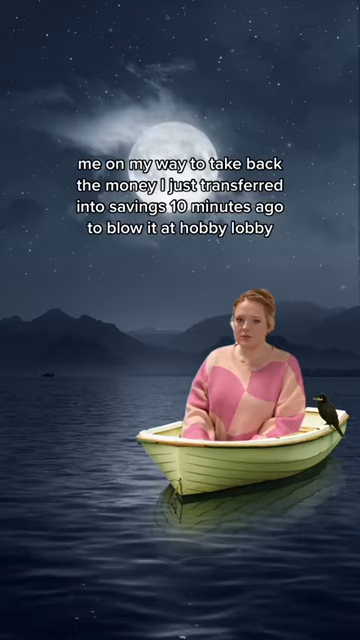 me on my way to take back
the money I just transferred
into savings 10 minutes ago
to blow it at hobby lobby